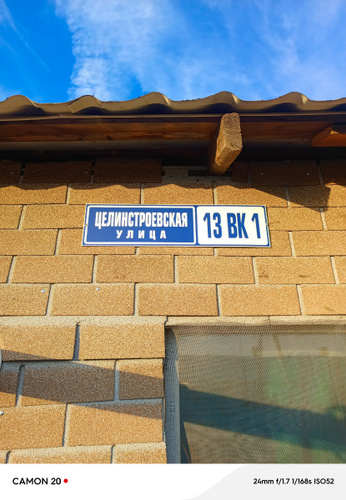 ЦЕЛИНСТРОЕВСКАЯ
УЛИЦА
13 ВК 1
CAMON 20
24mm f/1.7 1/168s ISO52